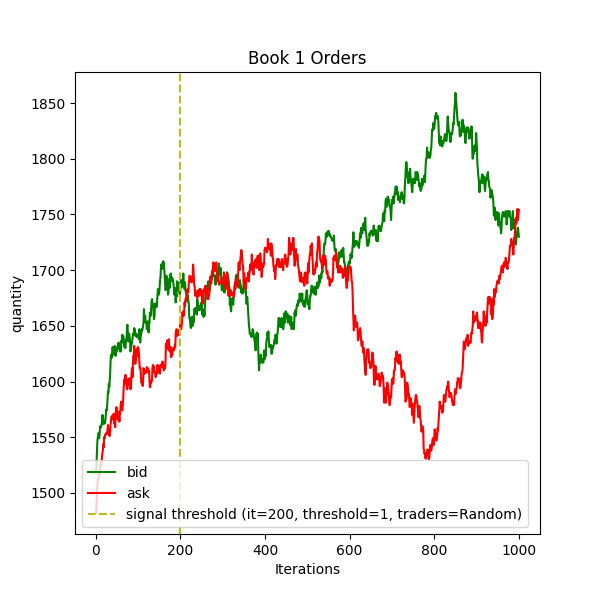 Book 1 Orders
quantity
1850
1800
1750
1700
1650
1600
1550
1500
bid
ask
signal threshold (it=200, threshold=1, traders=Random)
0 200 400 600 800 1000
Iterations